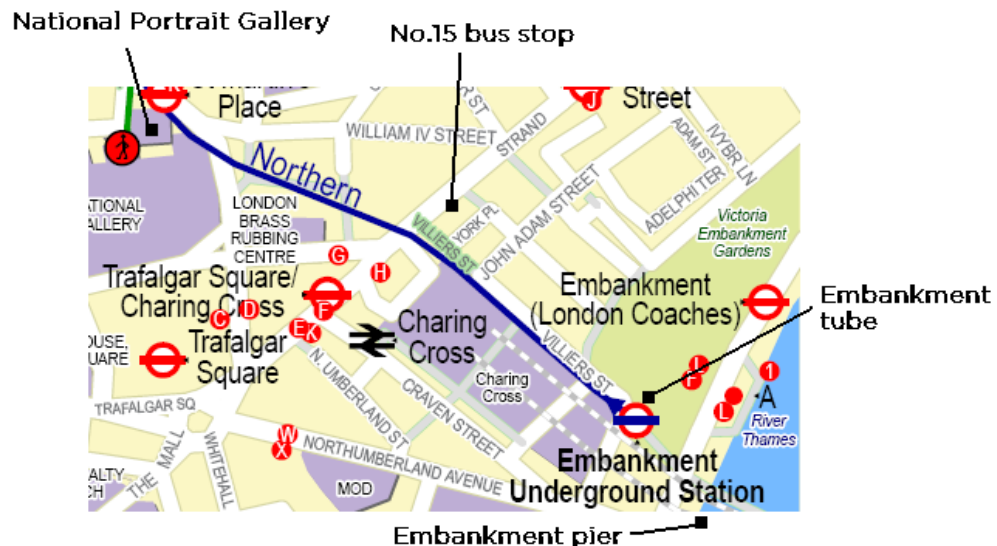 National Portrait Gallery
No.15 bus stop
Place
Street
WILLIAM IV STREET
STRAND
ST
ADAM ST
IVYBR LN
Northern
ADELPHI TER
JOHN ADAM STREET
YORK PL
VILLIERS ST
LONDON
BRASS
RUBBING
CENTRE
Victoria
Embankment
Gardens
G
H
J
Trafalgar Square/
Charing Cross
F
C
D
E
K
Embankment
(London Coaches)
Embankment
tube
Charing
Cross
Trafalgar
Square
VILLIERS ST
Charing
Cross
N. UMBERLAND ST
CRAVEN STREET
F
L
1
A
River
Thames
TRAFALGAR SQ
THE MALL
WHITEHALL
W
X
NORTHUMBERLAND AVENUE
MOD
Embankment
Underground Station
Embankment pier